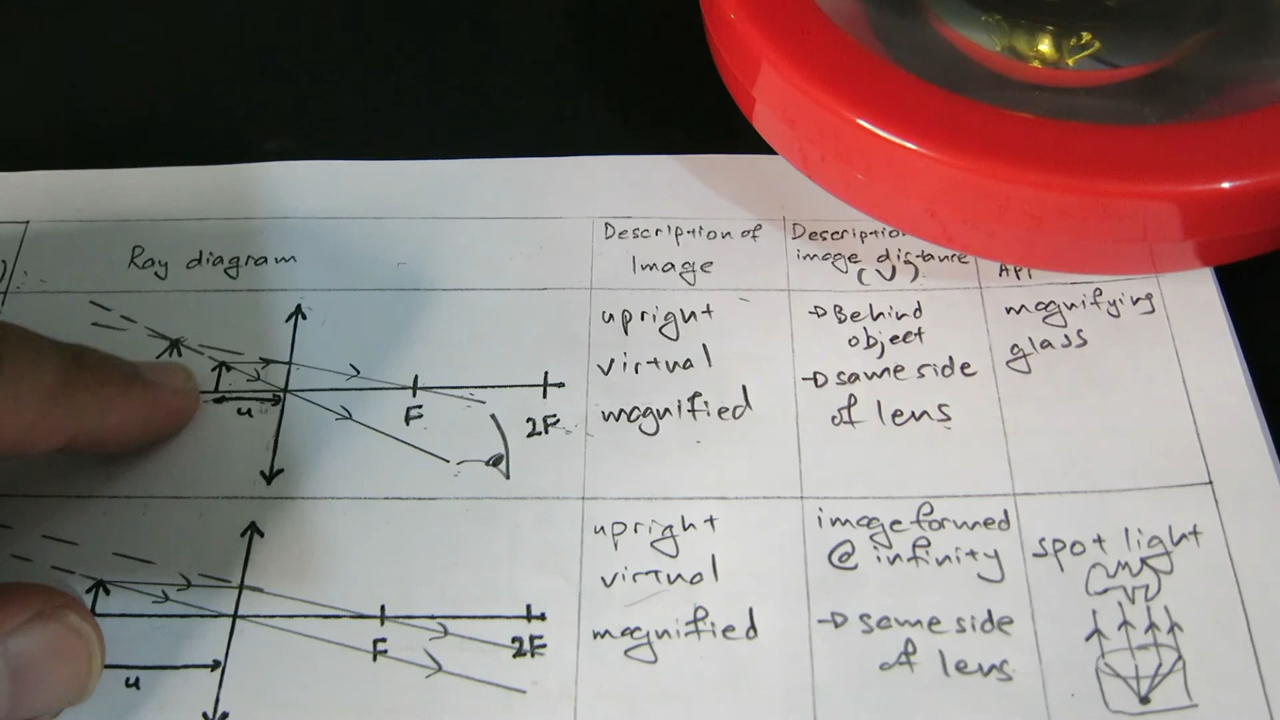 Ray diagram
Description of
Image
image distance
(V)
u
F
2F
upright
virtual
magnified
→ Behind
object
→ same side
of lens
magnifying
glass
u
F
2F
upright
virtual
magnified
image formed
@ infinity
→ same side
of lens
spot light